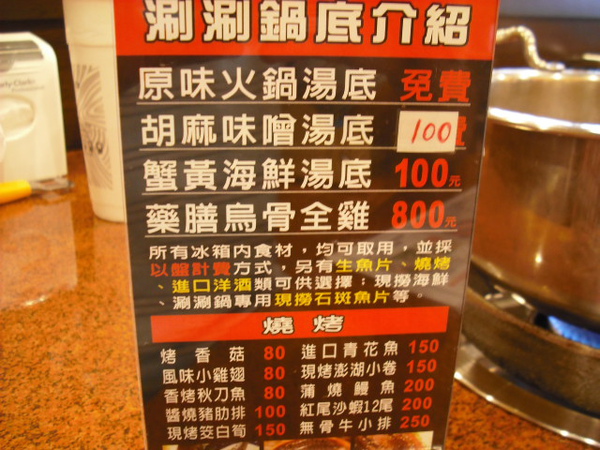 涮涮鍋底介紹
原味火鍋湯底 免費
胡麻味噌湯底 100
蟹黃海鮮湯底 100元
藥膳烏骨全雞 800元
所有冰箱內食材，均可取用，並採
以盤計費方式，另有生魚片、燒烤
、進口洋酒類可供選擇；現撈海鮮
、涮涮鍋專用現撈石斑魚片等。
燒烤
烤香菇 80 進口青花魚 150
風味小雞翅 80 現烤澎湖小卷 150
香烤秋刀魚 80 蒲燒鰻魚 200
醬燒豬肋排 100 紅尾沙蝦12尾 200
現烤茭白筍 150 無骨牛小排 250